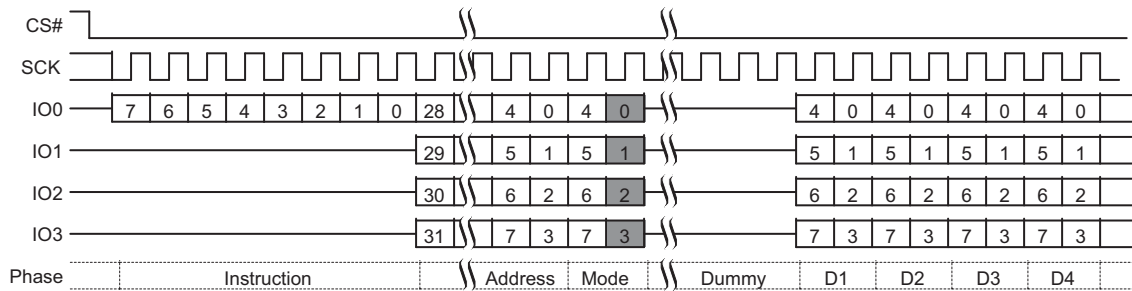 CS#
SCK
IO0 7 6 5 4 3 2 1 0 28 4 0 4 0 4 0 4 0 4 0 4 0
IO1 29 5 1 5 1 5 1 5 1 5 1 5 1
IO2 30 6 2 6 2 6 2 6 2 6 2 6 2
IO3 31 7 3 7 3 7 3 7 3 7 3 7 3
Phase Instruction Address Mode Dummy D1 D2 D3 D4